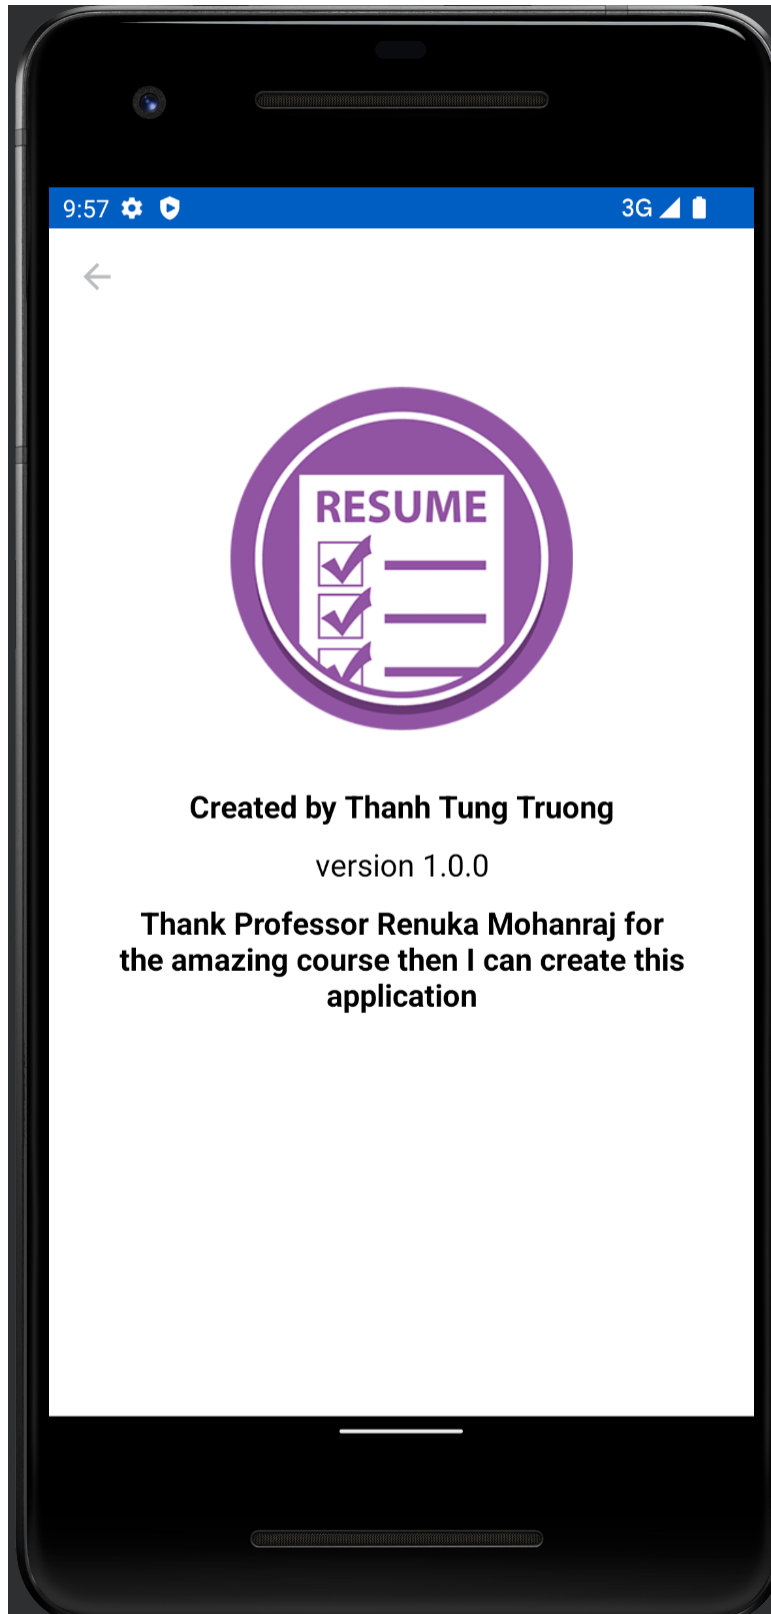 9:57 3G
RESUME
Created by Thanh Tung Truong
version 1.0.0
Thank Professor Renuka Mohanraj for
the amazing course then I can create this
application